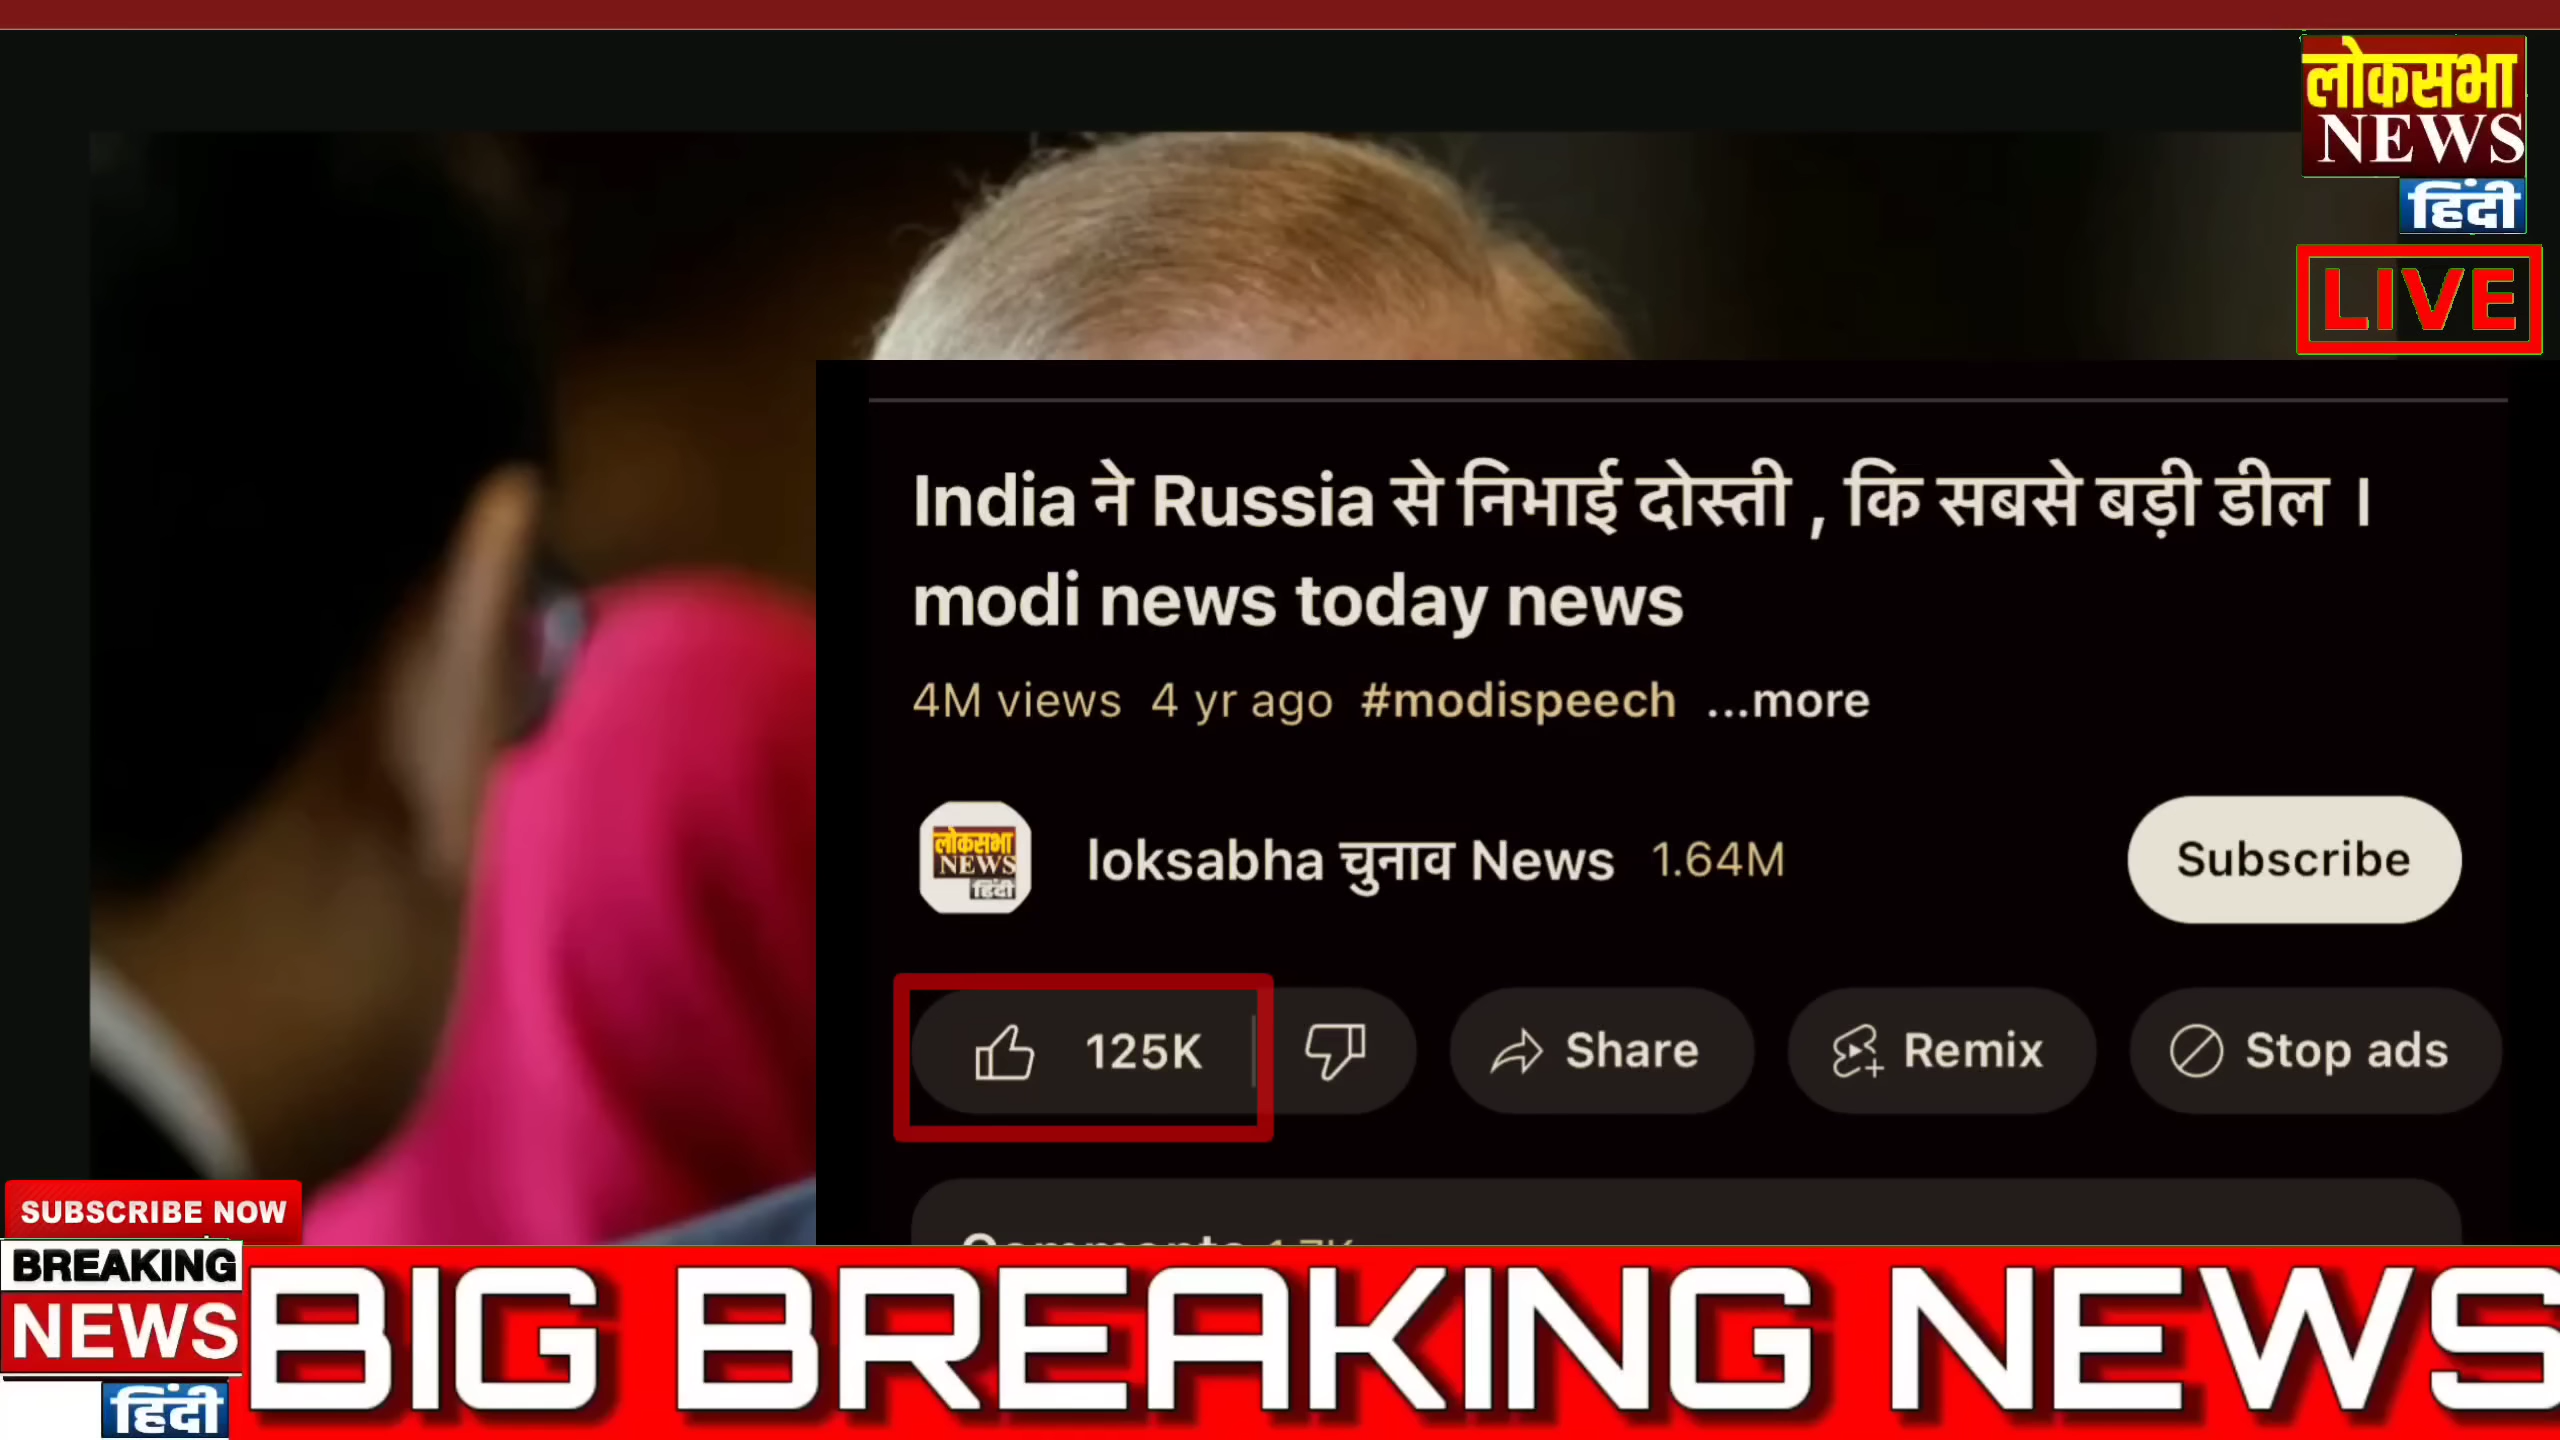 लोकसभा
NEWS
हिंदी
LIVE
India ने Russia से निभाई दोस्ती , कि सबसे बड़ी डील ।
modi news today news
4M views 4 yr ago #modispeech ...more
लोकसभा
NEWS
हिंदी
loksabha चुनाव News 1.64M
Subscribe
125K
Share
Remix
Stop ads
SUBSCRIBE NOW
BREAKING
NEWS
हिंदी
BIG BREAKING NEWS